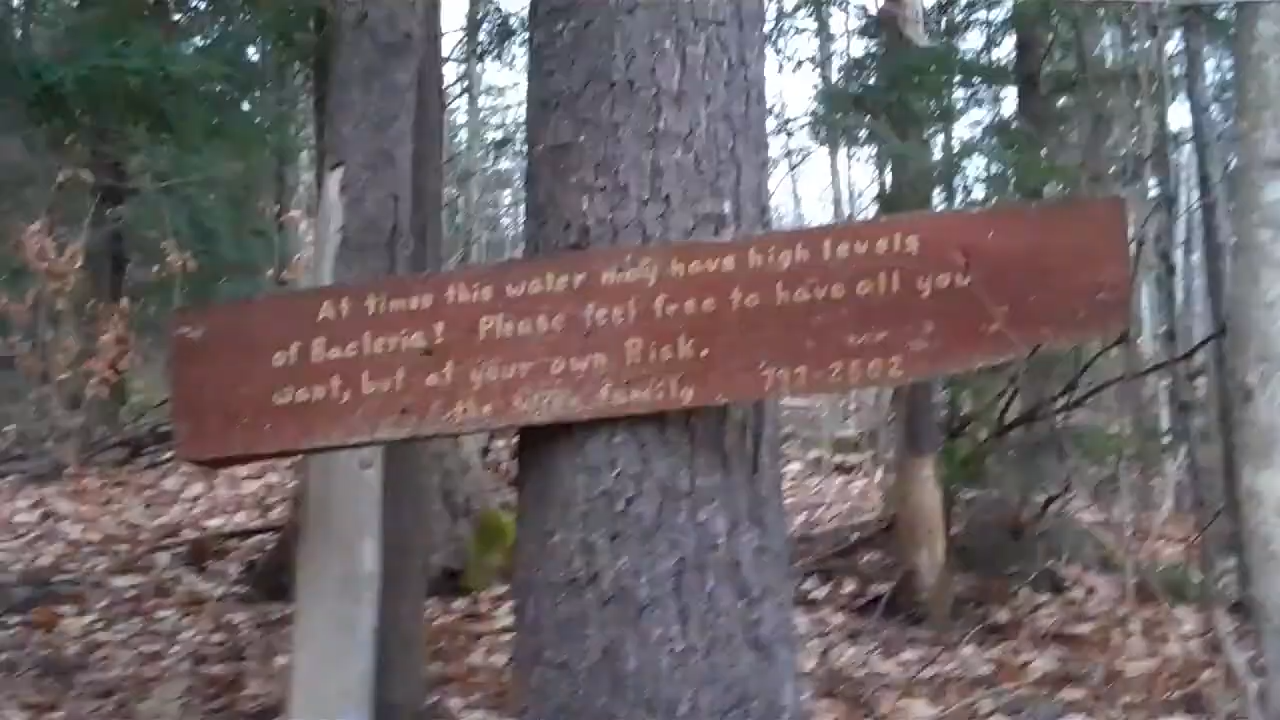 At times this water may have high levels
of Bacteria! Please feel free to have all you
want, but at your own Risk.
the family